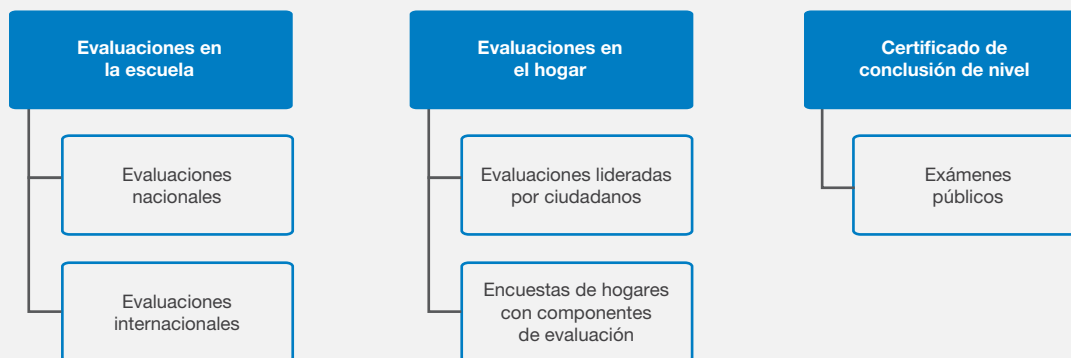 Evaluaciones en
la escuela
Evaluaciones
nacionales
Evaluaciones
internacionales
Evaluaciones en
el hogar
Evaluaciones lideradas
por ciudadanos
Encuestas de hogares
con componentes
de evaluación
Certificado de
conclusión de nivel
Exámenes
públicos